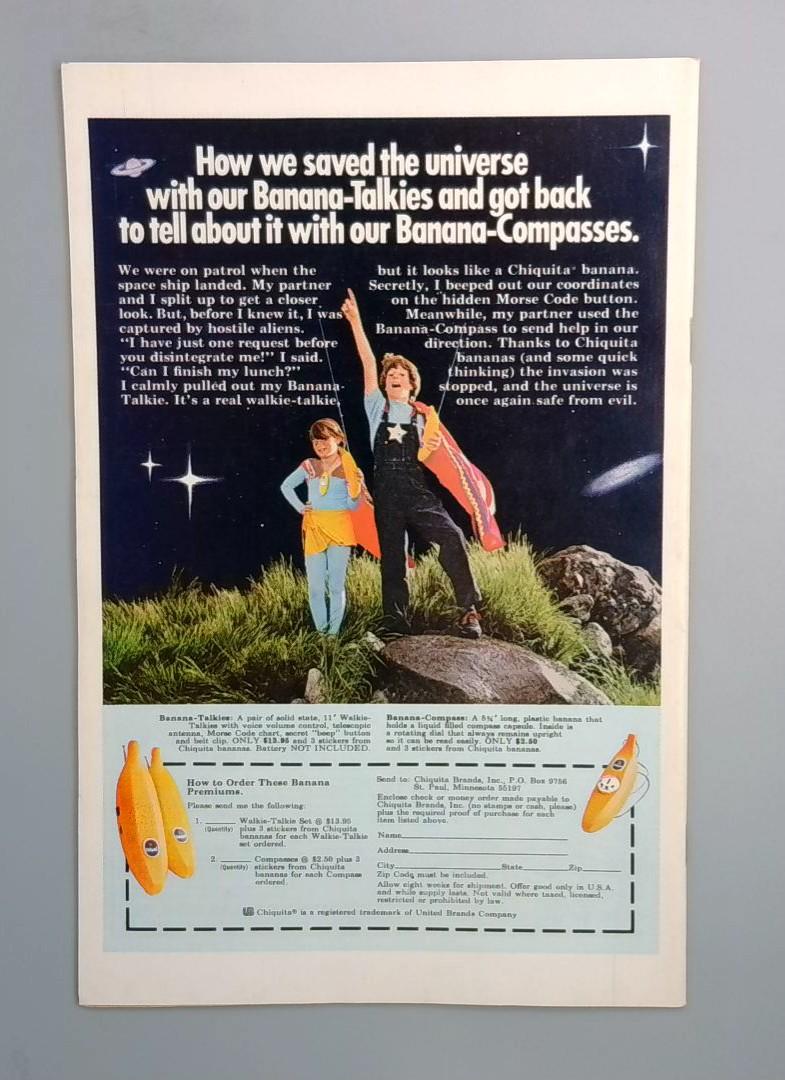 How we saved the universe
with our Banana-Talkies and got back
to tell about it with our Banana-Compasses.
We were on patrol when the
space ship landed. My partner
and I split up to get a closer
look. But, before I knew it, I was
captured by hostile aliens.
"I have just one request before
you disintegrate me!" I said.
"Can I finish my lunch?"
I calmly pulled out my Banana-
Talkie. It's a real walkie-talkie,
but it looks like a Chiquita® banana.
Secretly, I beeped out our coordinates
on the hidden Morse Code button.
Meanwhile, my partner used the
Banana-Compass to send help in our
direction. Thanks to Chiquita
bananas (and some quick
thinking) the invasion was
stopped, and the universe is
once again safe from evil.
Banana-Talkies: A pair of solid state, 11" Walkie-
Talkies with voice volume control, telescopic
antenna, Morse Code chart, secret "beep" button
and belt clip. ONLY $13.95 and 3 stickers from
Chiquita bananas. Battery NOT INCLUDED.
Banana-Compass: A 5¾" long, plastic banana that
holds a liquid filled compass capsule. Inside is
a rotating dial that always remains upright
so it can be read easily. ONLY $2.50
and 3 stickers from Chiquita bananas.
How to Order These Banana
Premiums.
Please send me the following:
1. ______ Walkie-Talkie Set @ $13.95
(Quantity) plus 3 stickers from Chiquita
bananas for each Walkie-Talkie
set ordered.
2. ______ Compasses @ $2.50 plus 3
(Quantity) stickers from Chiquita
bananas for each Compass
ordered.
Send to: Chiquita Brands, Inc., P.O. Box 9756
St. Paul, Minnesota 55197
Enclose check or money order made payable to
Chiquita Brands, Inc. (no stamps or cash, please)
plus the required proof of purchase for each
item listed above.
Name
Address
City State Zip
Zip Code must be included.
Allow eight weeks for shipment. Offer good only in U.S.A.
and while supply lasts. Not valid where taxed, licensed,
restricted or prohibited by law.
UB Chiquita® is a registered trademark of United Brands Company